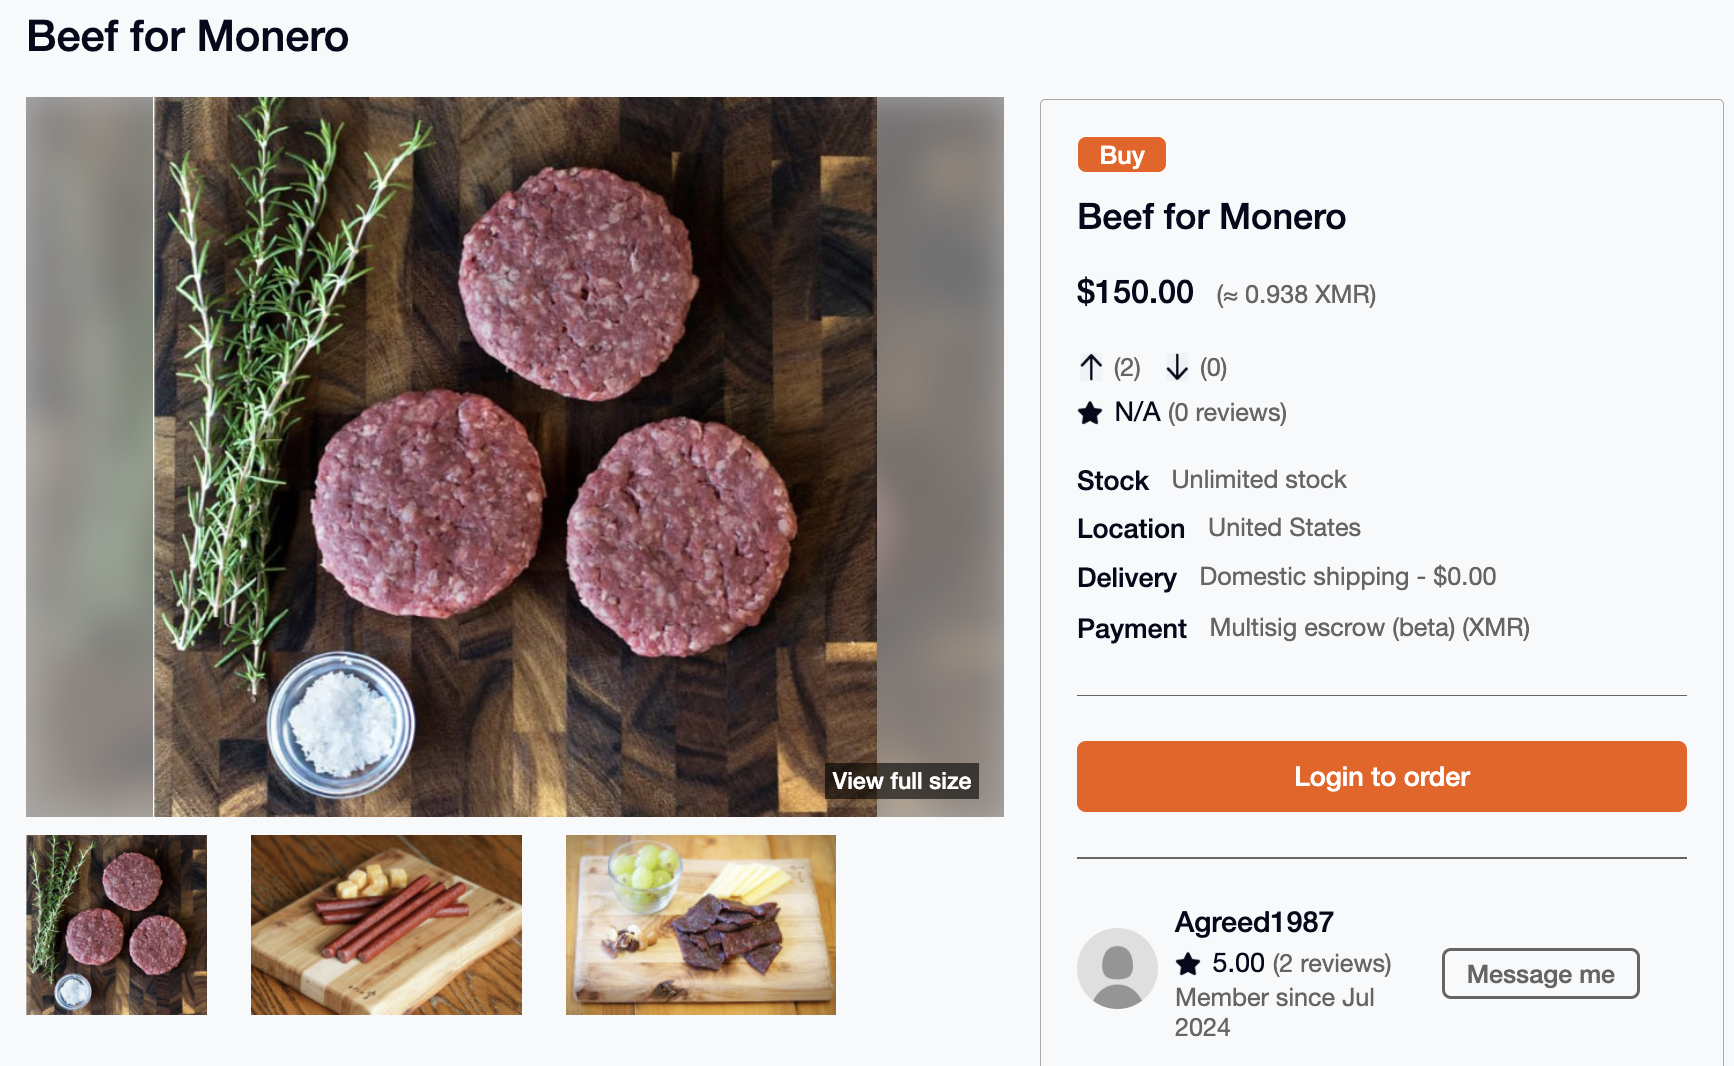 Beef for Monero
View full size
Buy
Beef for Monero
$150.00 (≈ 0.938 XMR)
↑ (2) ↓ (0)
★ N/A (0 reviews)
Stock Unlimited stock
Location United States
Delivery Domestic shipping - $0.00
Payment Multisig escrow (beta) (XMR)
Login to order
Agreed1987
★ 5.00 (2 reviews)
Member since Jul
2024
Message me